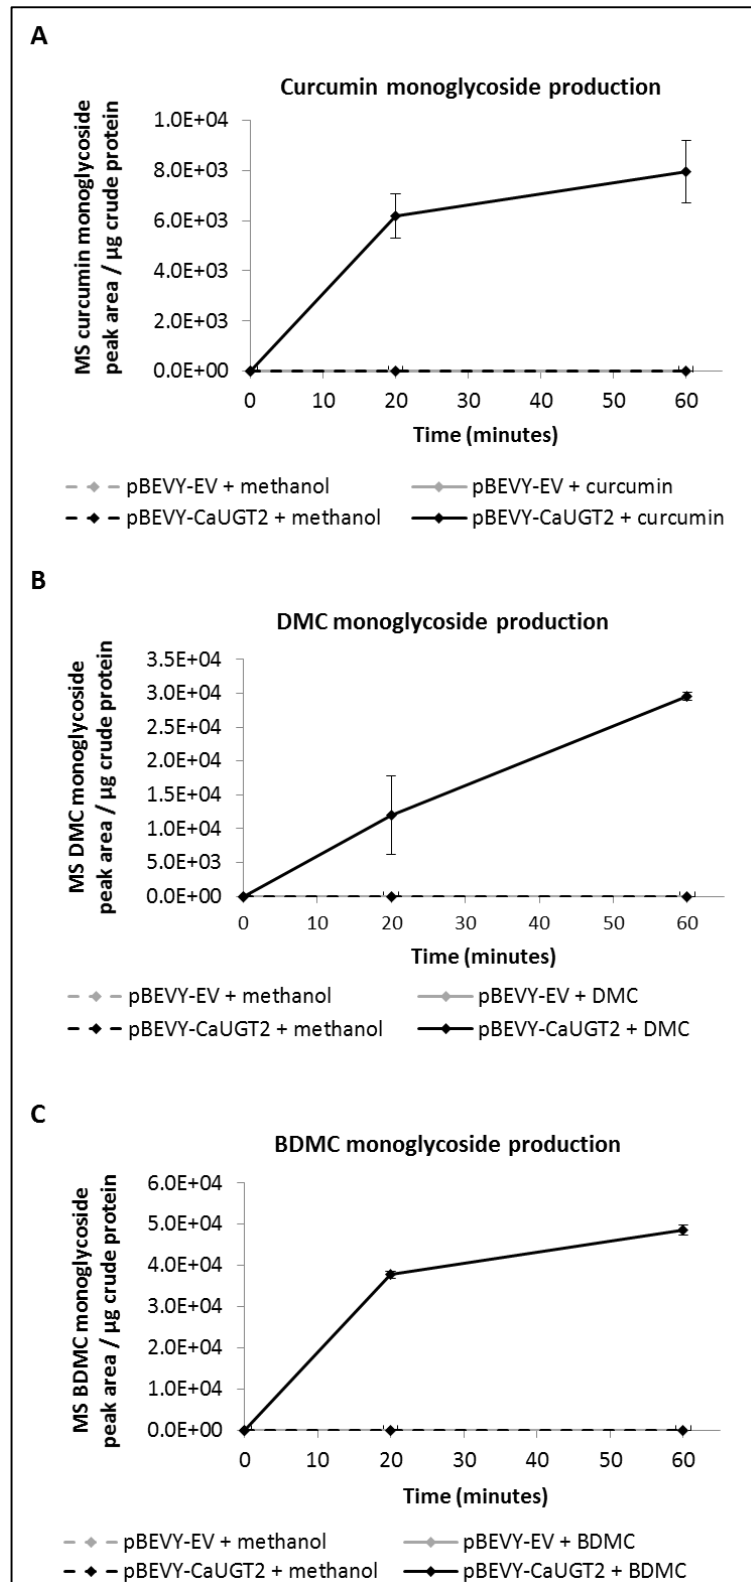 A
Curcumin monoglycoside production
MS curcumin monoglycoside
peak area / µg crude protein
1.0E+04
8.0E+03
6.0E+03
4.0E+03
2.0E+03
0.0E+00
0 10 20 30 40 50 60
Time (minutes)
pBEVY-EV + methanol pBEVY-EV + curcumin
pBEVY-CaUGT2 + methanol pBEVY-CaUGT2 + curcumin
B
DMC monoglycoside production
MS DMC monoglycoside
peak area / µg crude protein
3.5E+04
3.0E+04
2.5E+04
2.0E+04
1.5E+04
1.0E+04
5.0E+03
0.0E+00
0 10 20 30 40 50 60
Time (minutes)
pBEVY-EV + methanol pBEVY-EV + DMC
pBEVY-CaUGT2 + methanol pBEVY-CaUGT2 + DMC
C
BDMC monoglycoside production
MS BDMC monoglycoside
peak area / µg crude protein
6.0E+04
5.0E+04
4.0E+04
3.0E+04
2.0E+04
1.0E+04
0.0E+00
0 10 20 30 40 50 60
Time (minutes)
pBEVY-EV + methanol pBEVY-EV + BDMC
pBEVY-CaUGT2 + methanol pBEVY-CaUGT2 + BDMC